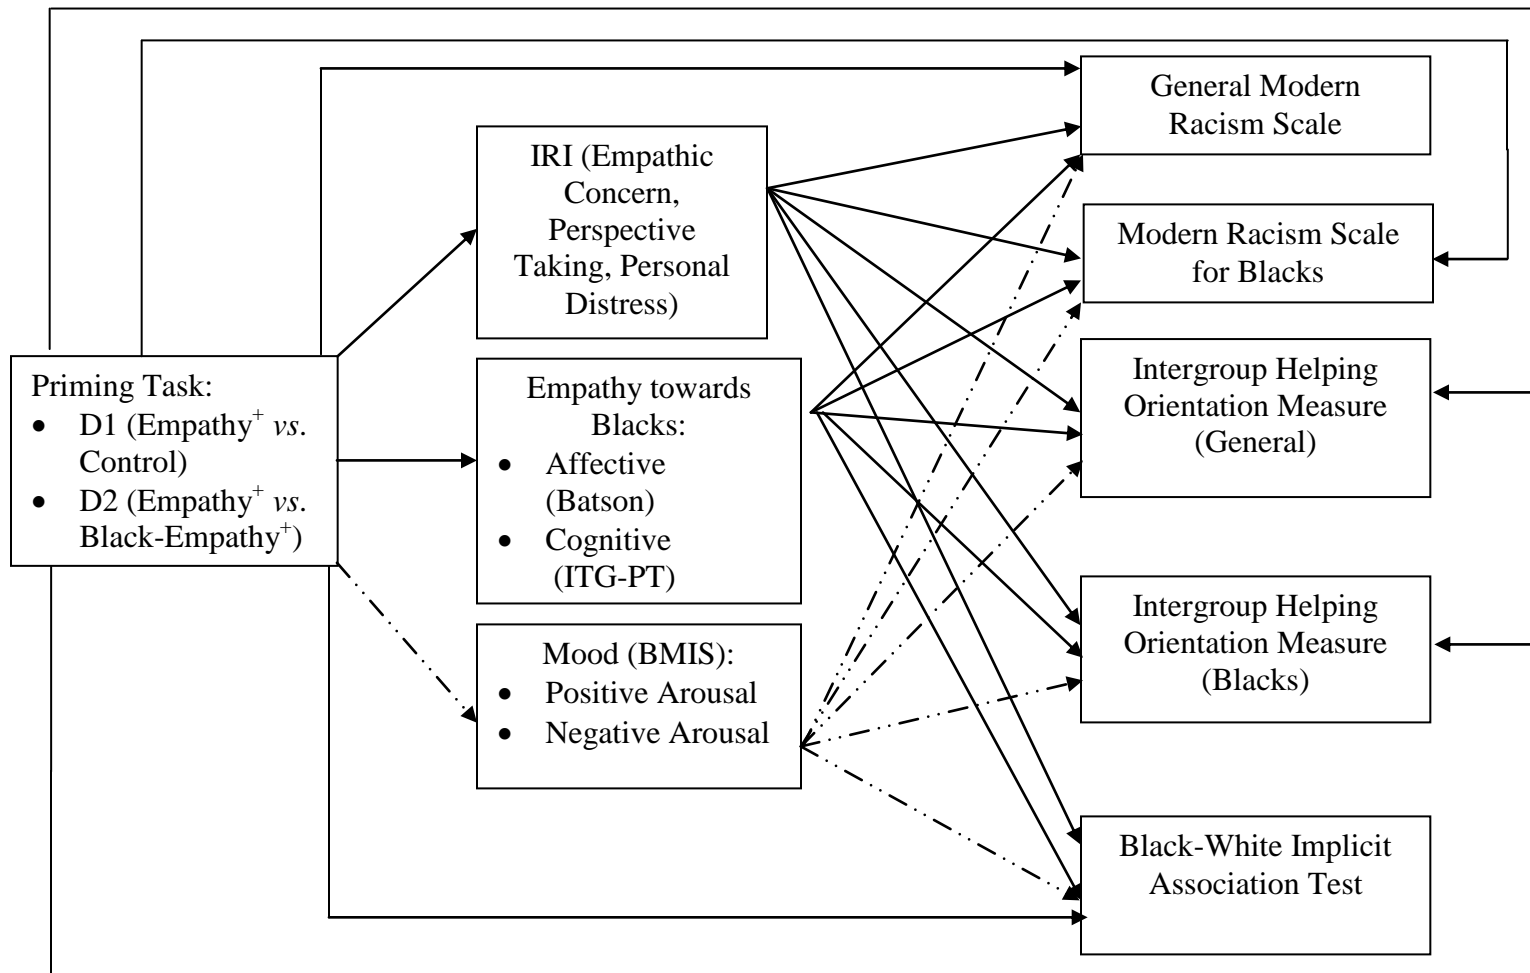 General Modern
Racism Scale
IRI (Empathic
Concern,
Perspective
Taking, Personal
Distress)
Modern Racism Scale
for Blacks
Priming Task:
• D1 (Empathy⁺ vs.
Control)
• D2 (Empathy⁺ vs.
Black-Empathy⁺)
Empathy towards
Blacks:
• Affective
(Batson)
• Cognitive
(ITG-PT)
Intergroup Helping
Orientation Measure
(General)
Mood (BMIS):
• Positive Arousal
• Negative Arousal
Intergroup Helping
Orientation Measure
(Blacks)
Black-White Implicit
Association Test